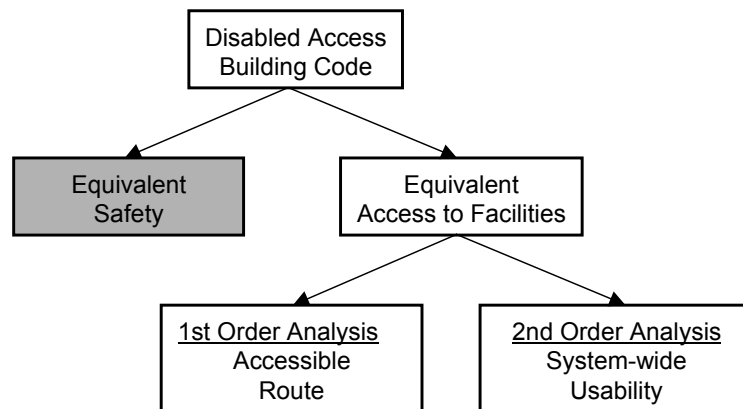 Disabled Access
Building Code
Equivalent
Safety
Equivalent
Access to Facilities
1st Order Analysis
Accessible
Route
2nd Order Analysis
System-wide
Usability